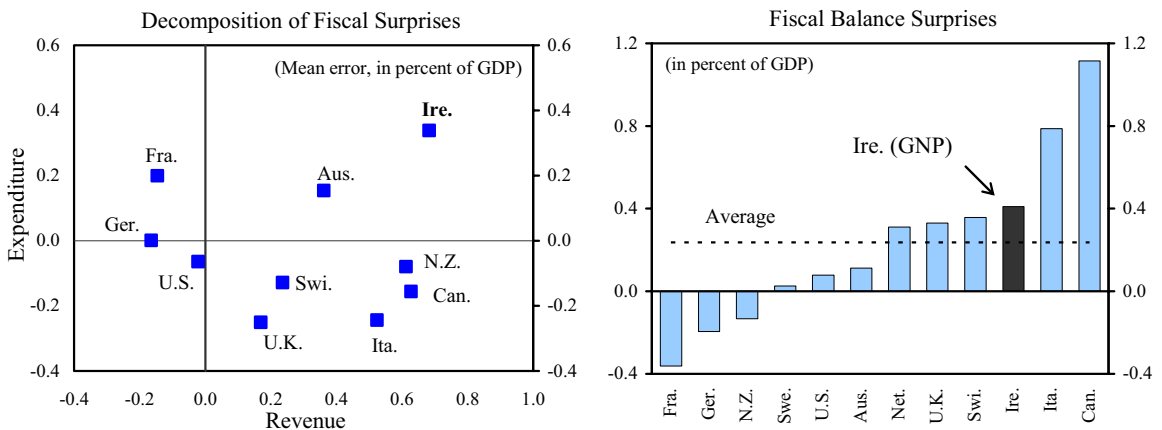 Decomposition of Fiscal Surprises
0.6 0.6
(Mean error, in percent of GDP)
Ire.
0.4 0.4
Fra.
Aus.
0.2 0.2
Ger.
0.0 0.0
U.S. Swi. N.Z.
Can.
-0.2 -0.2
U.K. Ita.
-0.4 -0.4
-0.4 -0.2 0.0 0.2 0.4 0.6 0.8 1.0
Revenue
Expenditure
Fiscal Balance Surprises
1.2 1.2
(in percent of GDP)
0.8 0.8
Ire. (GNP)
0.4 0.4
Average
0.0 0.0
-0.4 -0.4
Fra. Ger. N.Z. Swe. U.S. Aus. Net. U.K. Swi. Ire. Ita. Can.